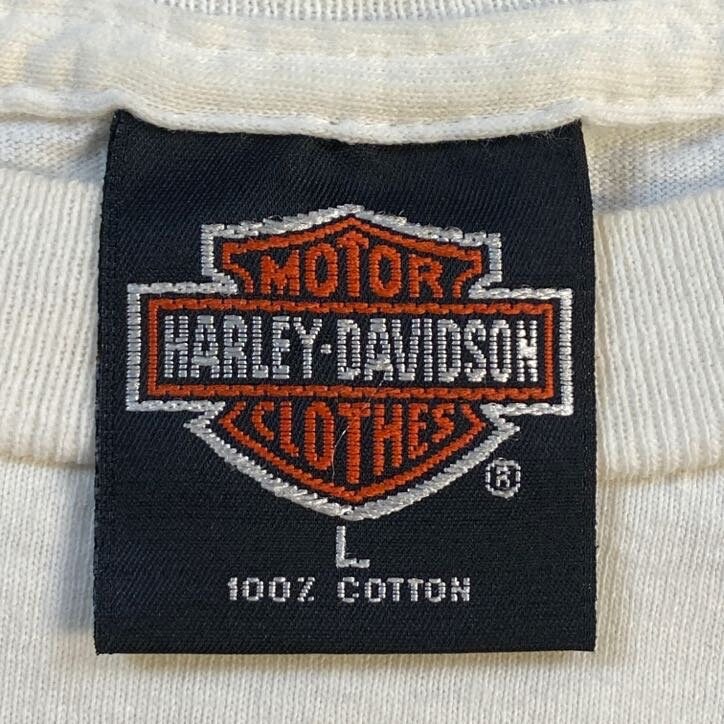 MOTOR
HARLEY-DAVIDSON
CLOTHES
®
L
100% COTTON